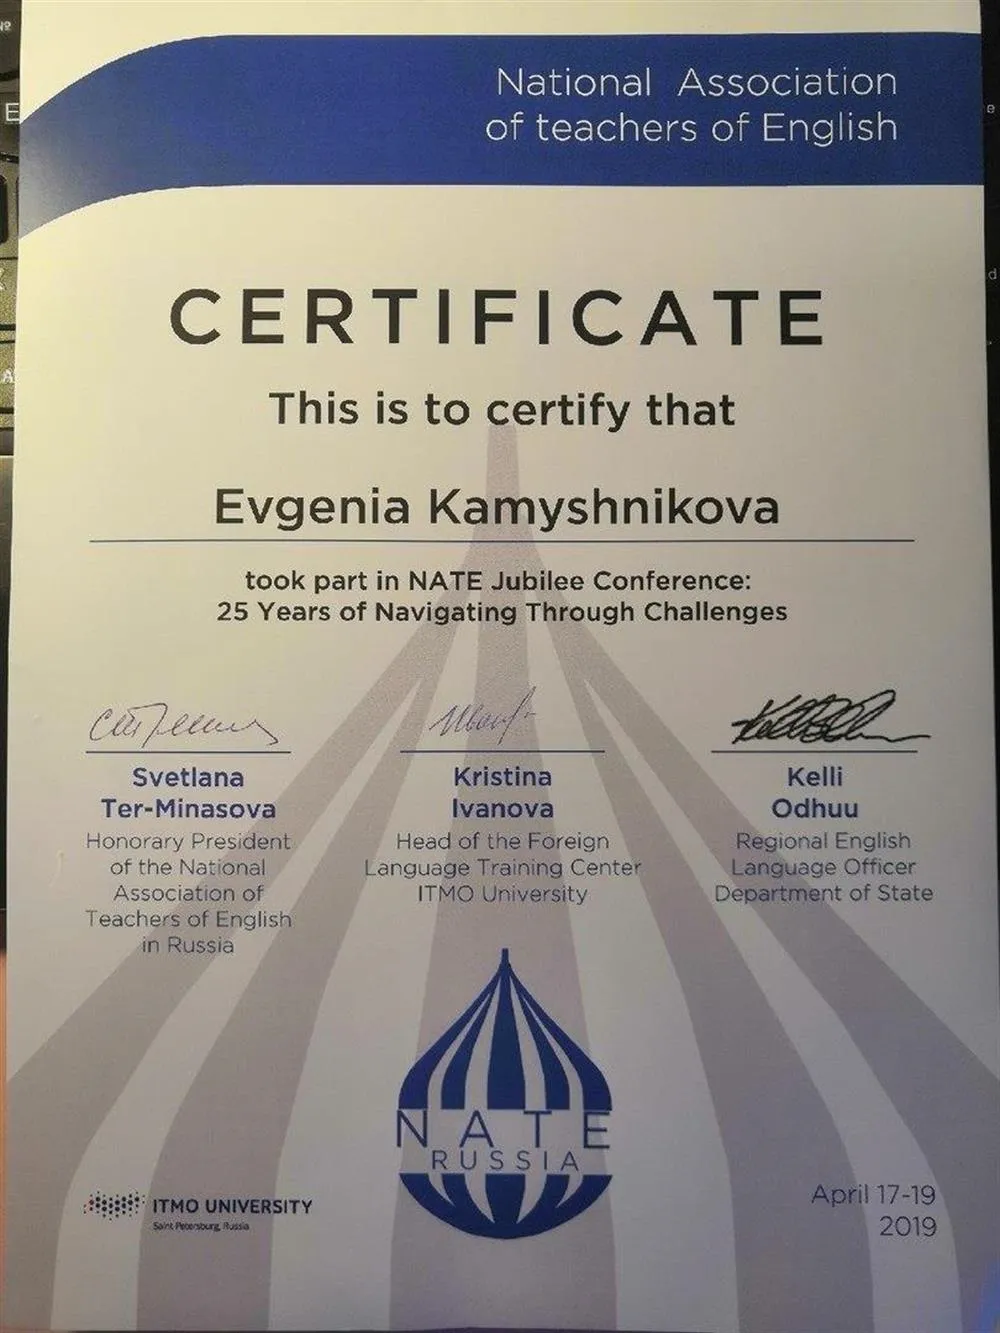 National Association
of teachers of English
CERTIFICATE
This is to certify that
Evgenia Kamyshnikova
took part in NATE Jubilee Conference:
25 Years of Navigating Through Challenges
Svetlana
Ter-Minasova
Honorary President
of the National
Association of
Teachers of English
in Russia
Kristina
Ivanova
Head of the Foreign
Language Training Center
ITMO University
Kelli
Odhuu
Regional English
Language Officer
Department of State
NATE
RUSSIA
ITMO UNIVERSITY
Saint Petersburg, Russia
April 17-19
2019